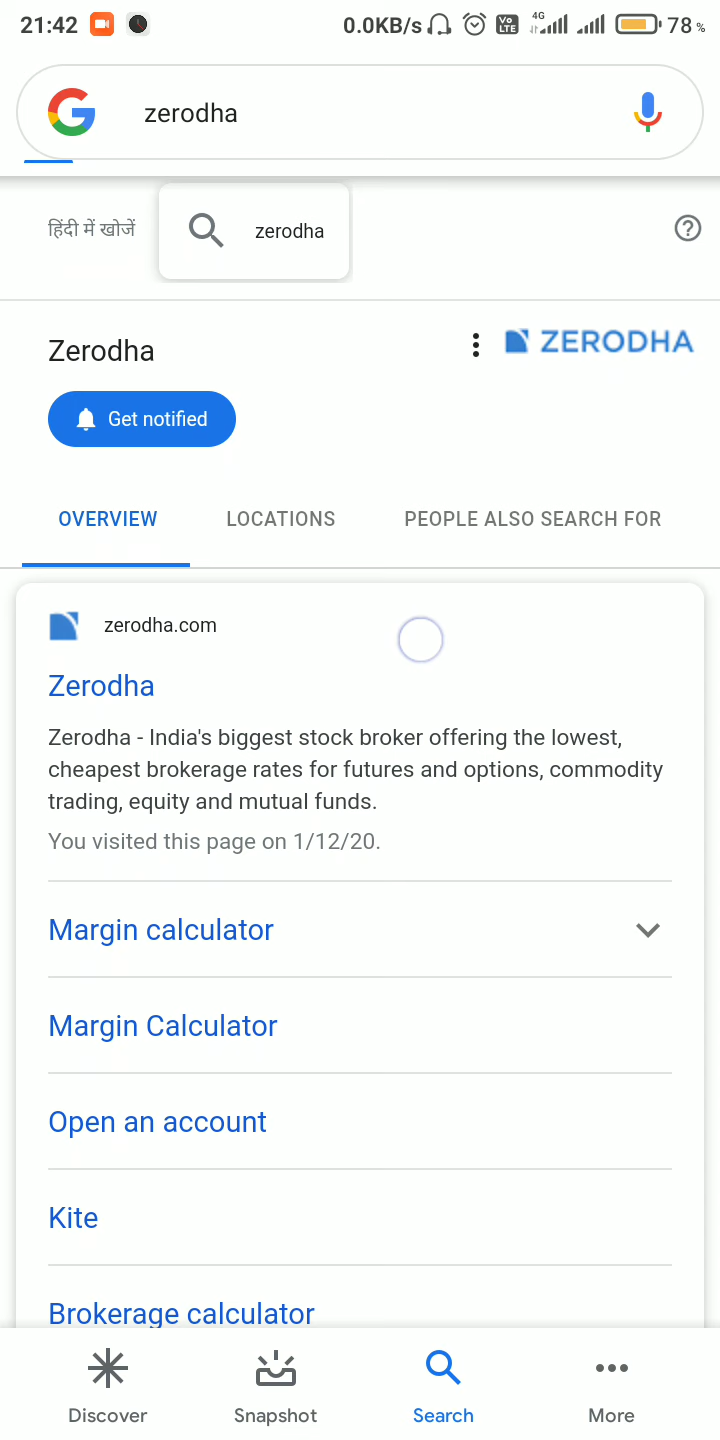 21:42 0.0KB/s Vo LTE 4G 78 %
zerodha
हिंदी में खोजें zerodha
Zerodha ZERODHA
Get notified
OVERVIEW LOCATIONS PEOPLE ALSO SEARCH FOR
zerodha.com
Zerodha
Zerodha - India's biggest stock broker offering the lowest,
cheapest brokerage rates for futures and options, commodity
trading, equity and mutual funds.
You visited this page on 1/12/20.
Margin calculator
Margin Calculator
Open an account
Kite
Brokerage calculator
Discover Snapshot Search More